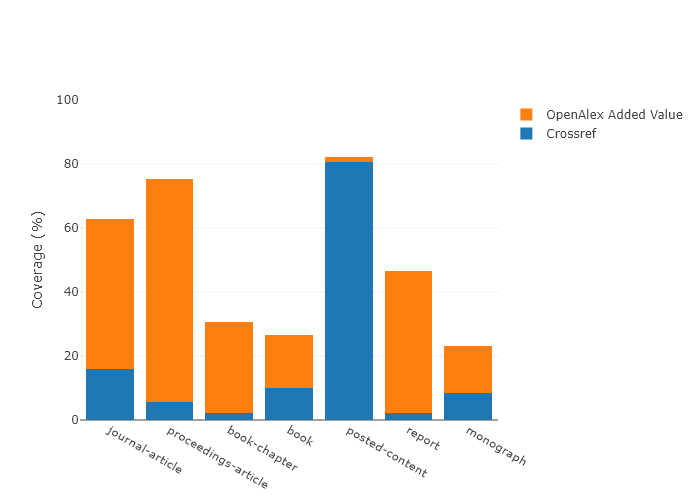 100
80
60
40
20
0
Coverage (%)
journal-article
proceedings-article
book-chapter
book
posted-content
report
monograph
OpenAlex Added Value
Crossref